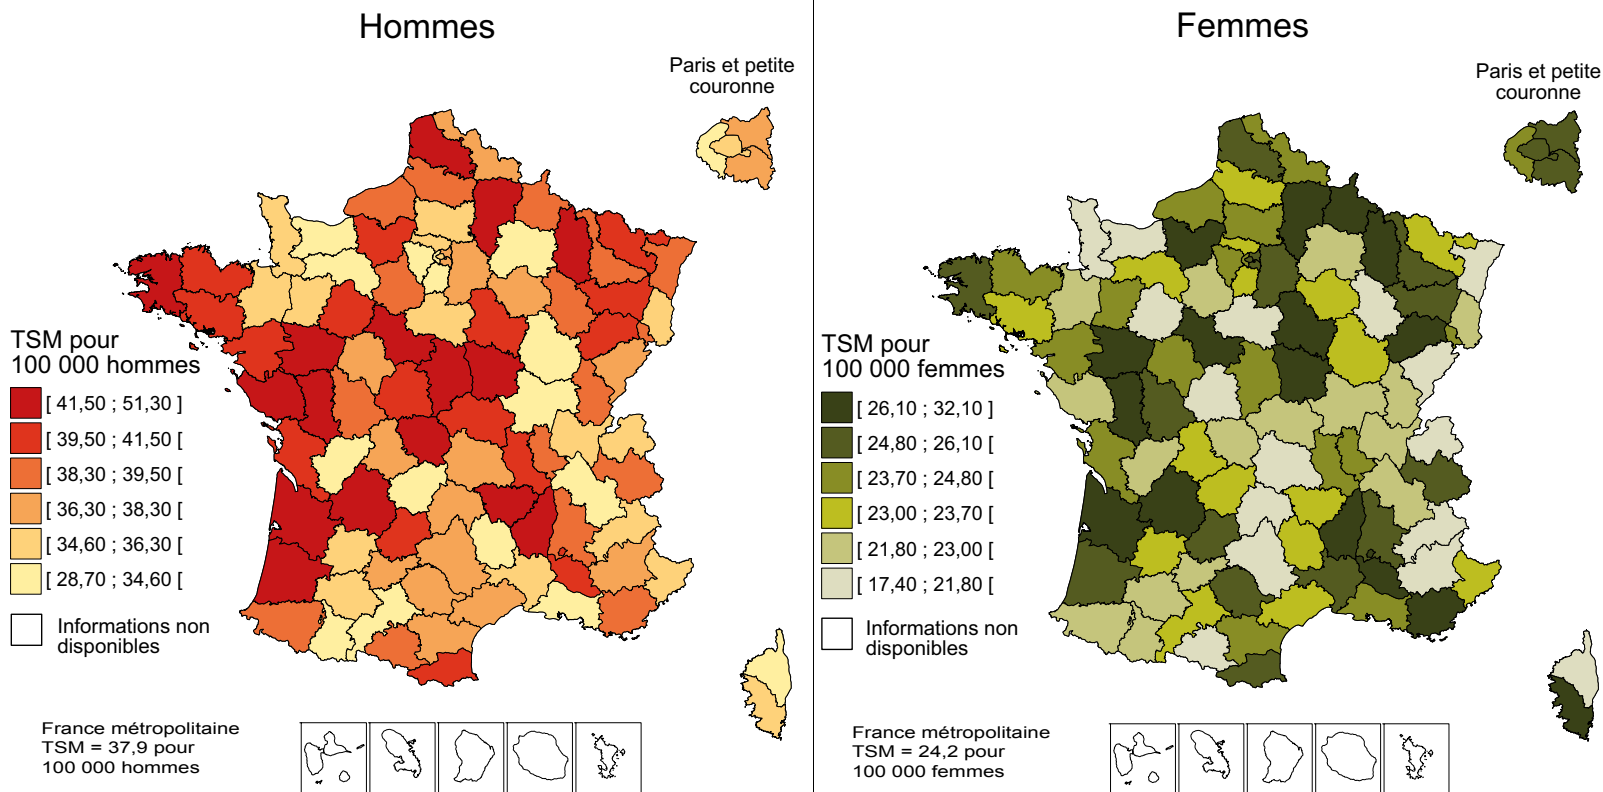 Hommes
Paris et petite
couronne
TSM pour
100 000 hommes
[ 41,50 ; 51,30 ]
[ 39,50 ; 41,50 [
[ 38,30 ; 39,50 [
[ 36,30 ; 38,30 [
[ 34,60 ; 36,30 [
[ 28,70 ; 34,60 [
Informations non
disponibles
France métropolitaine
TSM = 37,9 pour
100 000 hommes
Femmes
Paris et petite
couronne
TSM pour
100 000 femmes
[ 26,10 ; 32,10 ]
[ 24,80 ; 26,10 [
[ 23,70 ; 24,80 [
[ 23,00 ; 23,70 [
[ 21,80 ; 23,00 [
[ 17,40 ; 21,80 [
Informations non
disponibles
France métropolitaine
TSM = 24,2 pour
100 000 femmes